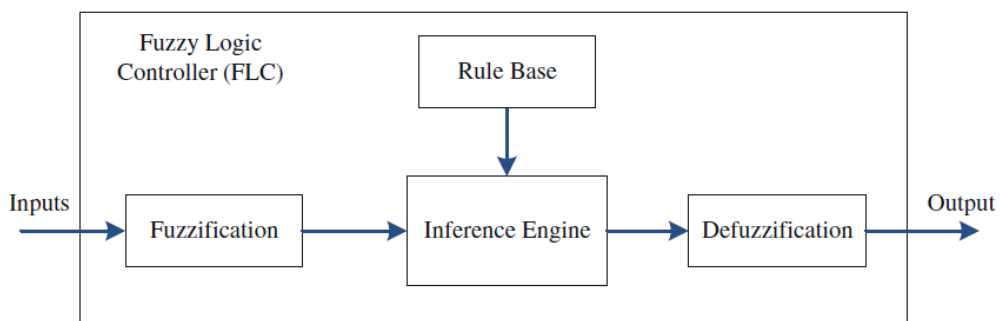 Fuzzy Logic
Controller (FLC)
Rule Base
Inputs
Fuzzification
Inference Engine
Defuzzification
Output